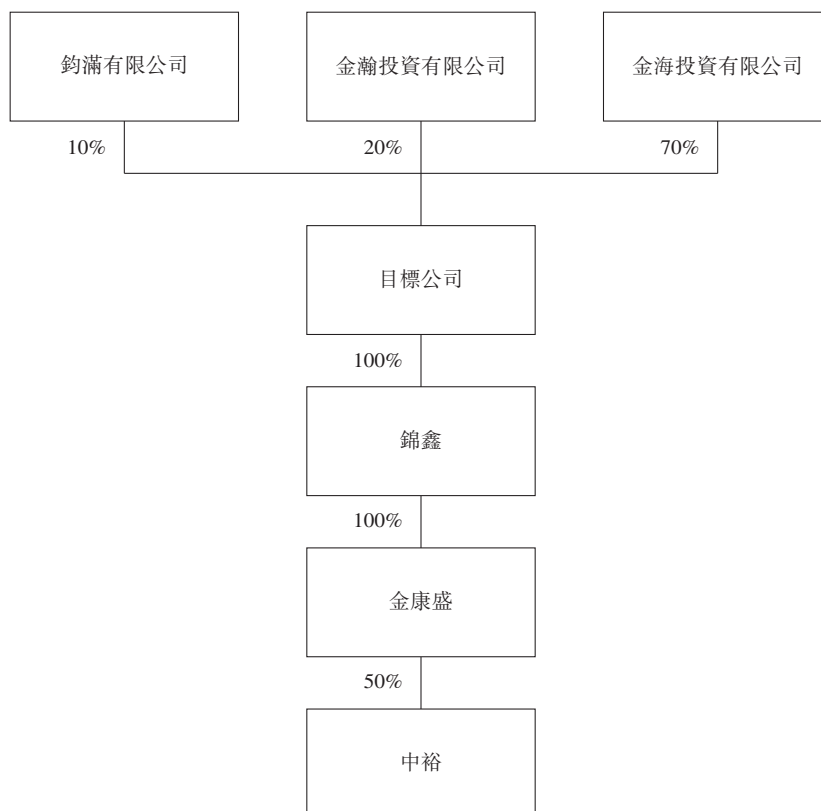 鈞滿有限公司
金瀚投資有限公司
金海投資有限公司
10%
20%
70%
目標公司
100%
錦鑫
100%
金康盛
50%
中裕